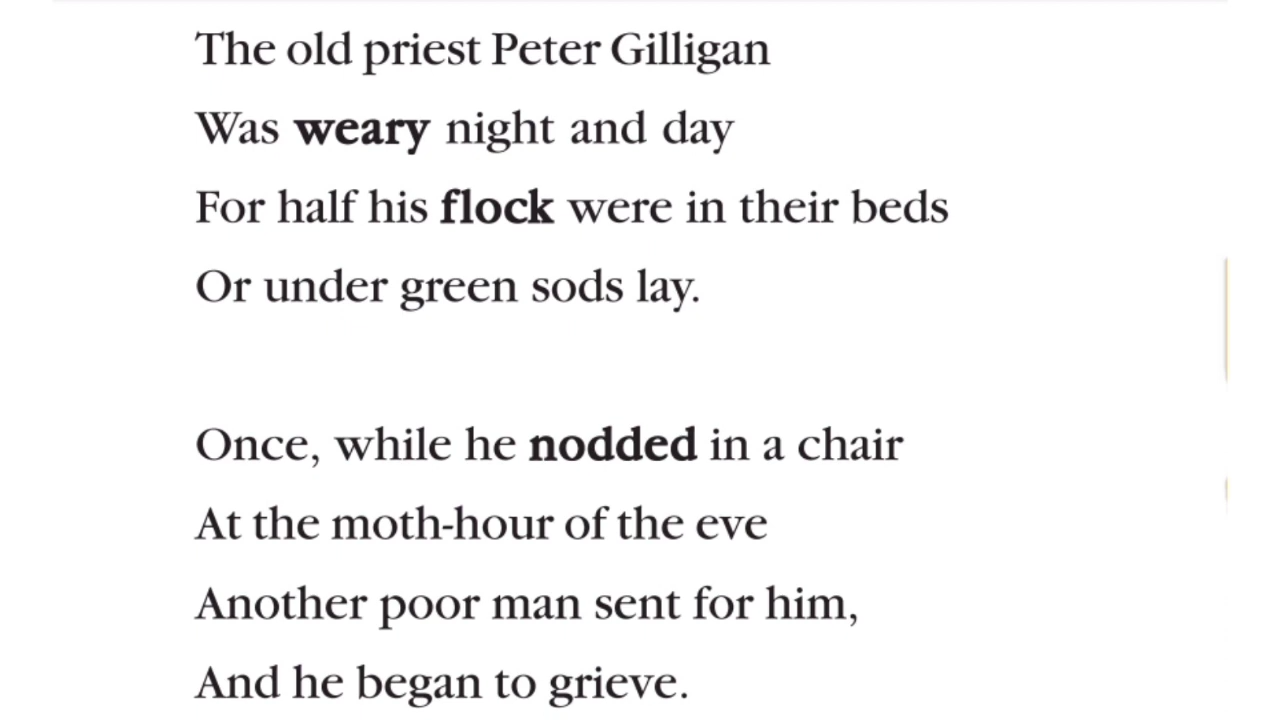 The old priest Peter Gilligan
Was weary night and day
For half his flock were in their beds
Or under green sods lay.
Once, while he nodded in a chair
At the moth-hour of the eve
Another poor man sent for him,
And he began to grieve.